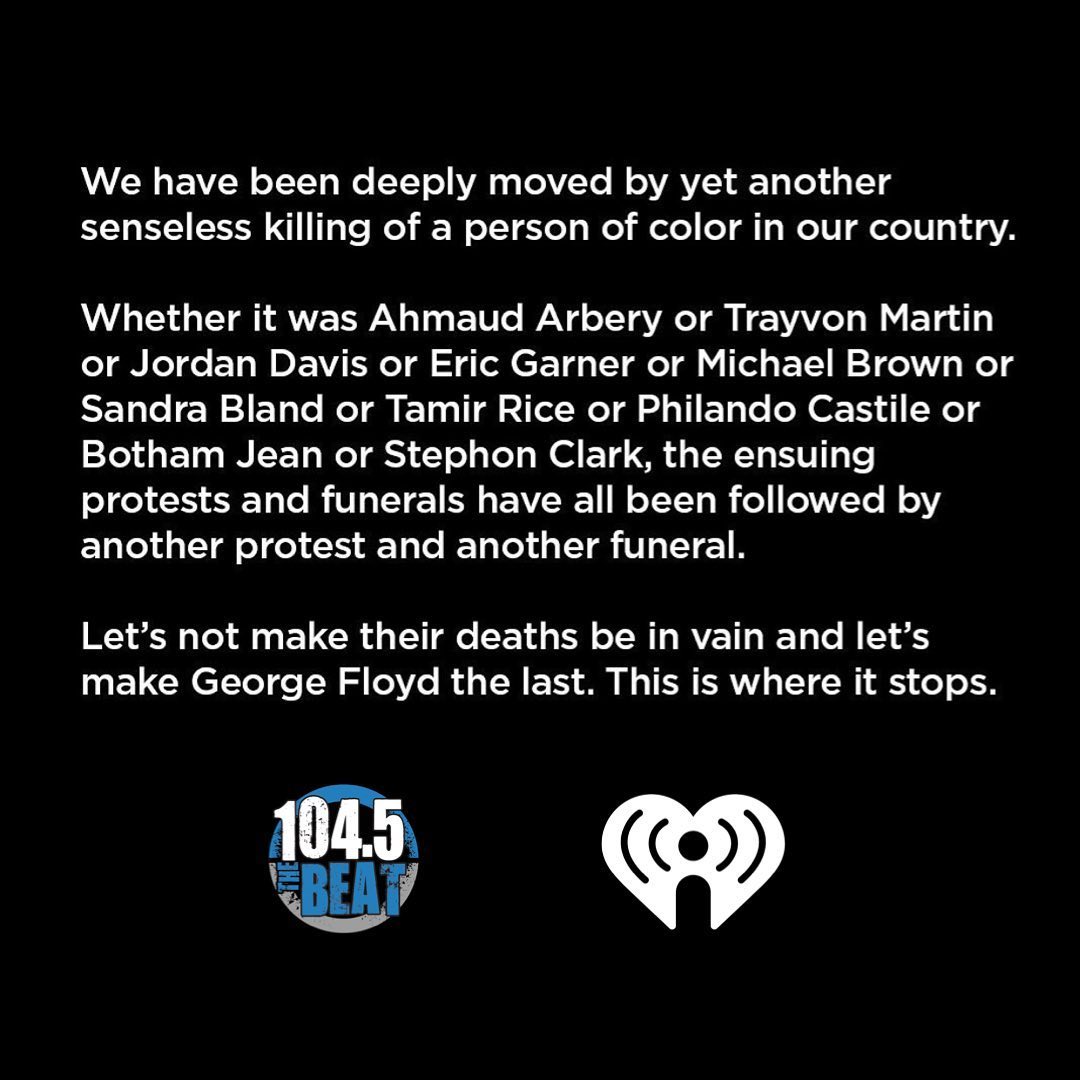 We have been deeply moved by yet another
senseless killing of a person of color in our country.
Whether it was Ahmaud Arbery or Trayvon Martin
or Jordan Davis or Eric Garner or Michael Brown or
Sandra Bland or Tamir Rice or Philando Castile or
Botham Jean or Stephon Clark, the ensuing
protests and funerals have all been followed by
another protest and another funeral.
Let’s not make their deaths be in vain and let’s
make George Floyd the last. This is where it stops.
104.5
THE BEAT